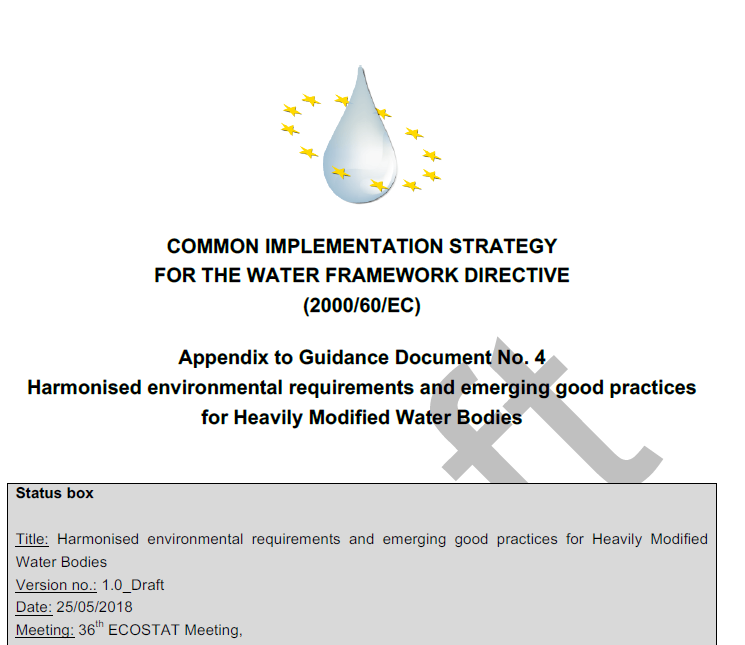 COMMON IMPLEMENTATION STRATEGY
FOR THE WATER FRAMEWORK DIRECTIVE
(2000/60/EC)
Appendix to Guidance Document No. 4
Harmonised environmental requirements and emerging good practices
for Heavily Modified Water Bodies
ft
Status box
Title: Harmonised environmental requirements and emerging good practices for Heavily Modified
Water Bodies
Version no.: 1.0_Draft
Date: 25/05/2018
Meeting: 36th ECOSTAT Meeting,